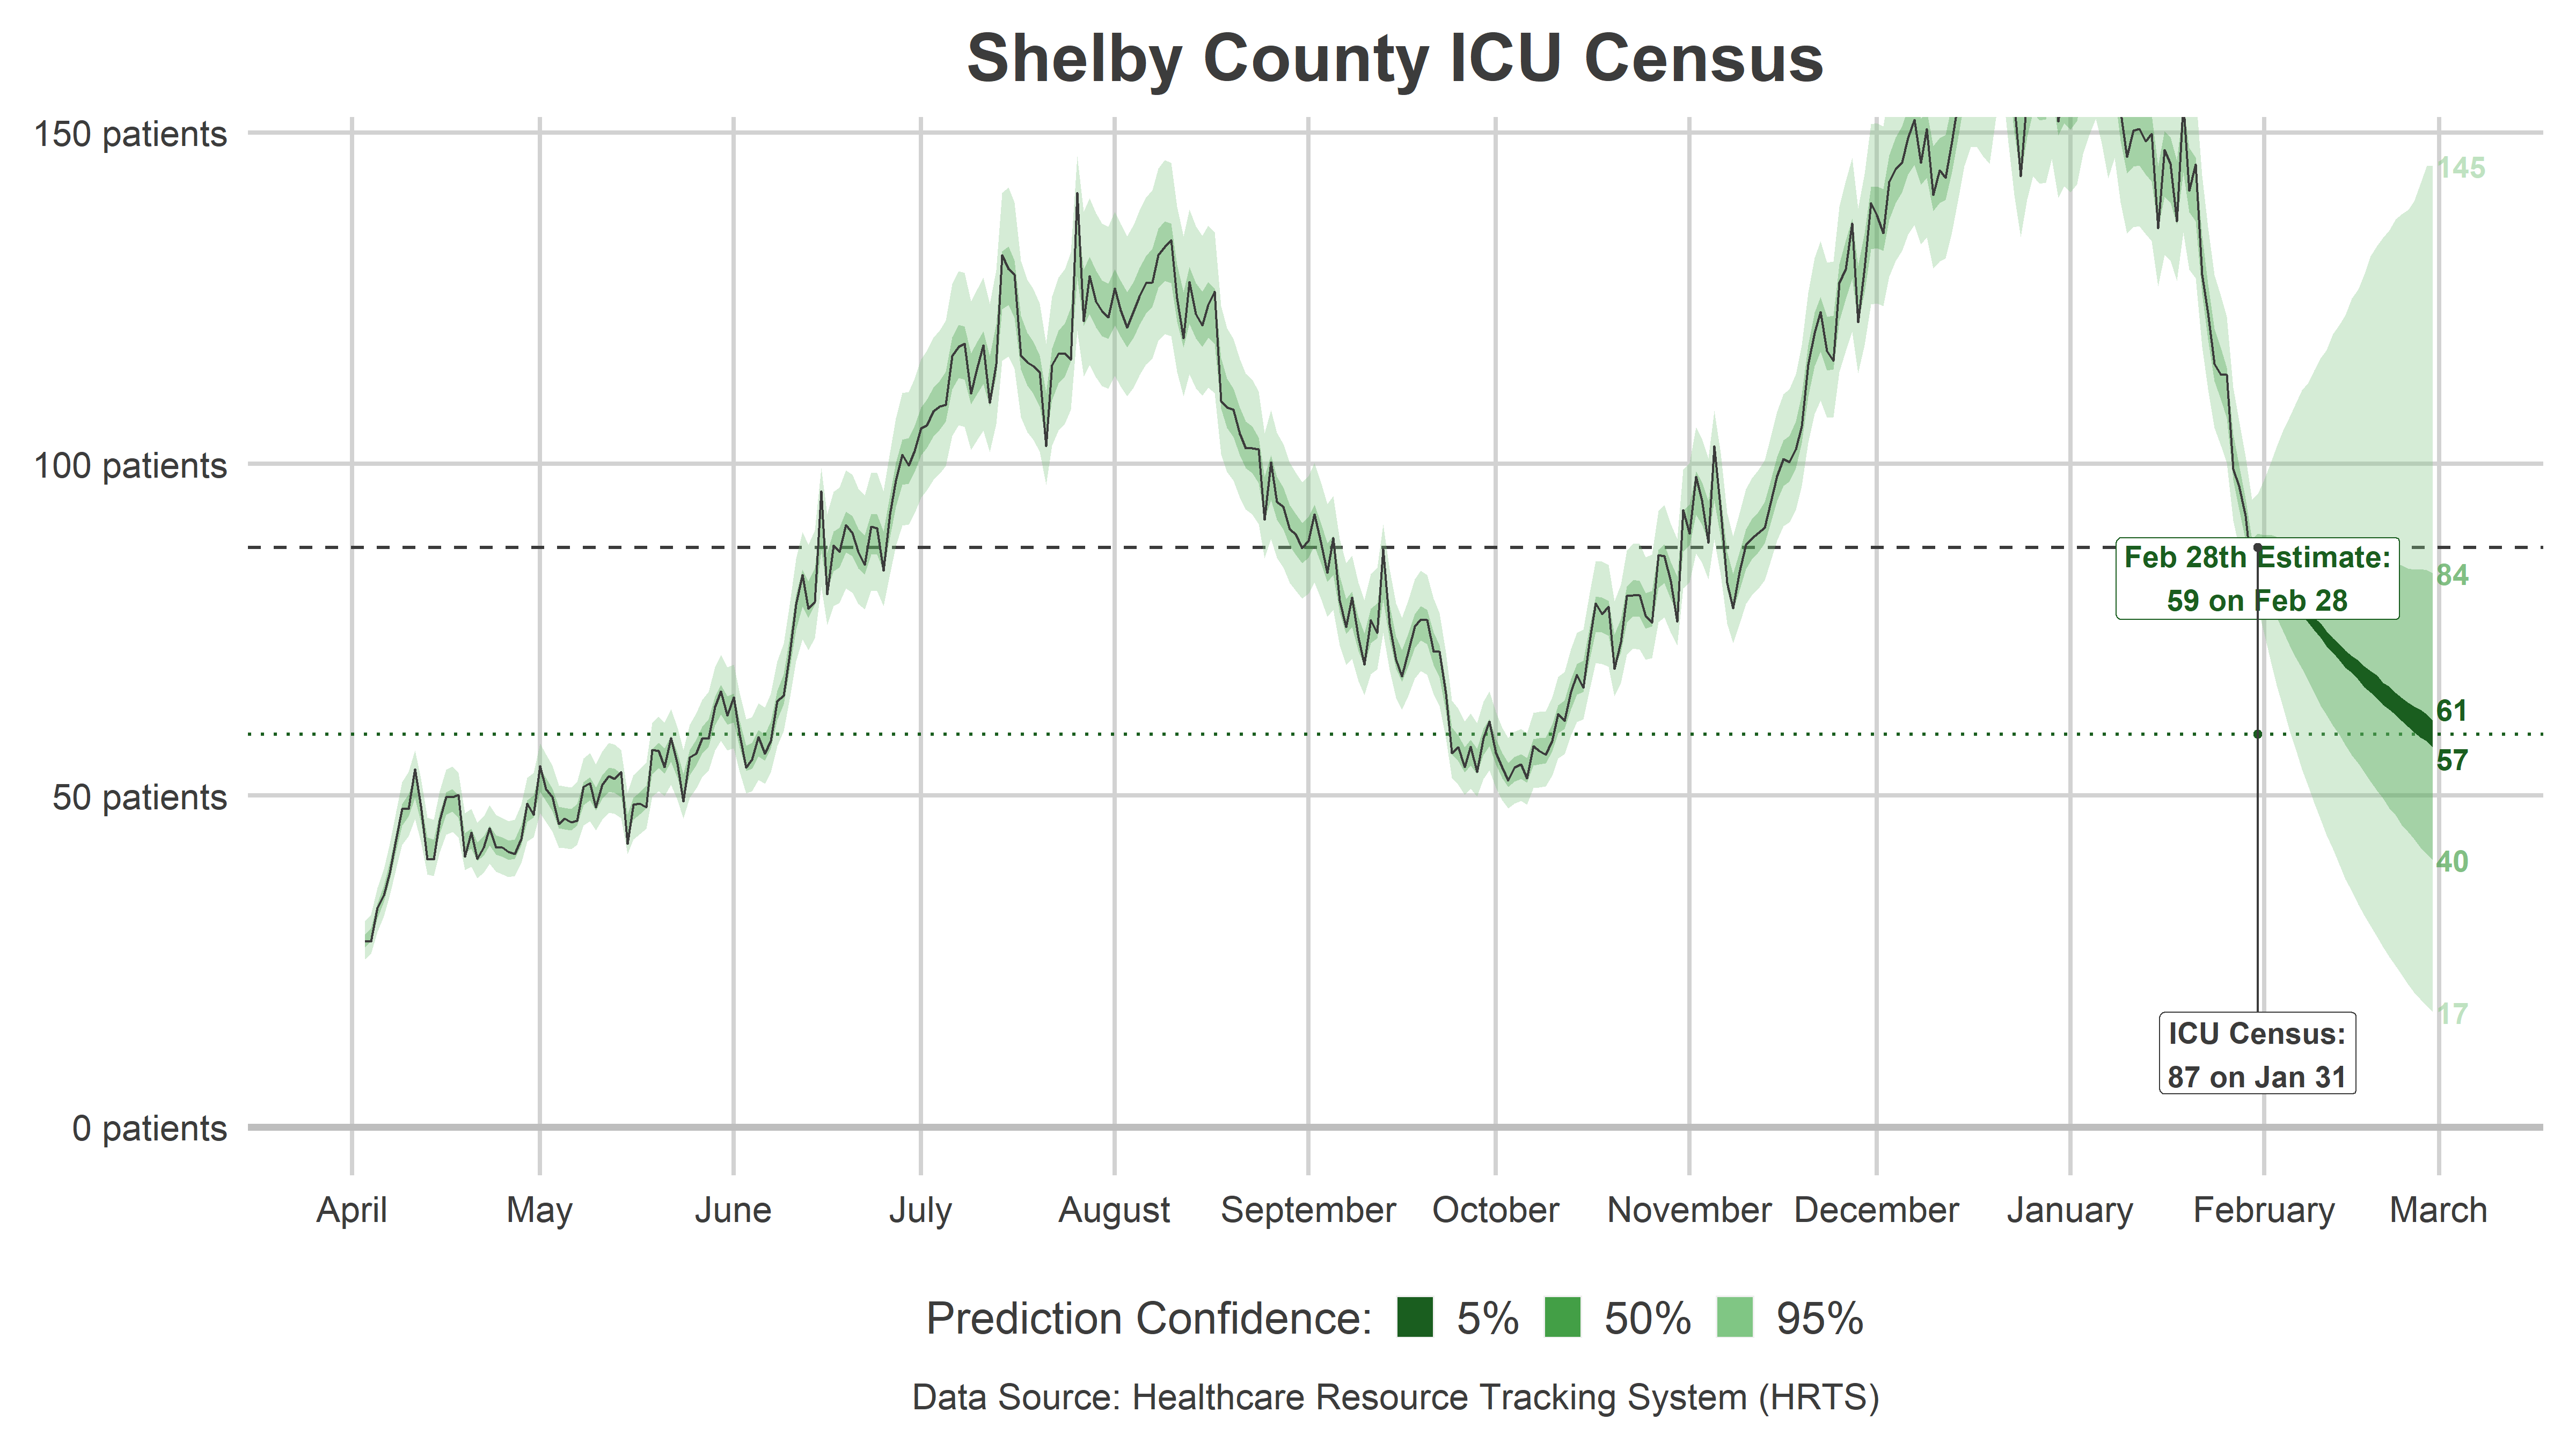 Shelby County ICU Census
150 patients
100 patients
50 patients
0 patients
145
84
61
57
40
17
Feb 28th Estimate:
59 on Feb 28
ICU Census:
87 on Jan 31
April May June July August September October November December January February March
Prediction Confidence: 5% 50% 95%
Data Source: Healthcare Resource Tracking System (HRTS)